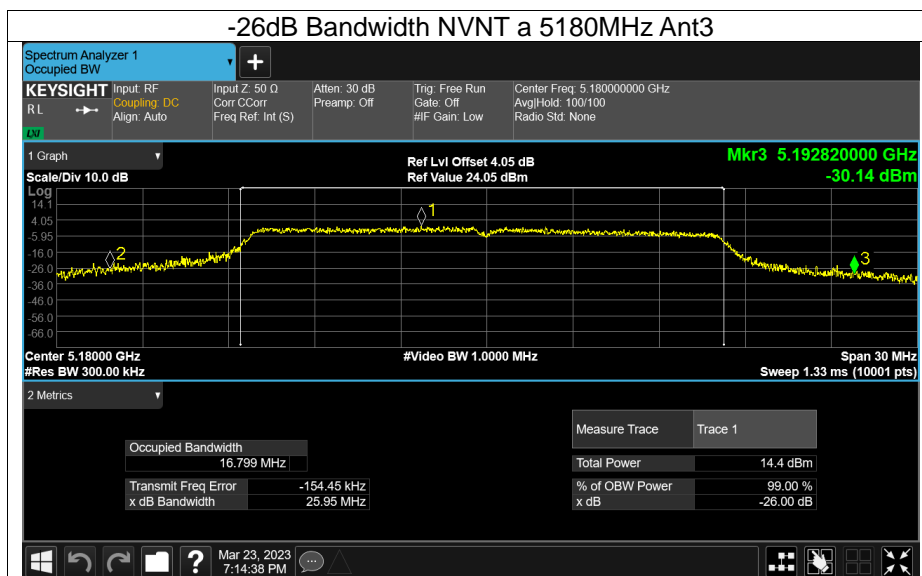 -26dB Bandwidth NVNT a 5180MHz Ant3
Spectrum Analyzer 1
Occupied BW
KEYSIGHT
RL
LXI
Input: RF
Coupling: DC
Align: Auto
Input Z: 50 Ω
Corr CCorr
Freq Ref: Int (S)
Atten: 30 dB
Preamp: Off
Trig: Free Run
Gate: Off
#IF Gain: Low
Center Freq: 5.180000000 GHz
Avg|Hold: 100/100
Radio Std: None
1 Graph
Scale/Div 10.0 dB
Ref Lvl Offset 4.05 dB
Ref Value 24.05 dBm
Mkr3 5.192820000 GHz
-30.14 dBm
Log
14.1
4.05
-5.95
-16.0
-26.0
-36.0
-46.0
-56.0
-66.0
1
2
3
Center 5.18000 GHz
#Res BW 300.00 kHz
#Video BW 1.0000 MHz
Span 30 MHz
Sweep 1.33 ms (10001 pts)
2 Metrics
Measure Trace Trace 1
Occupied Bandwidth
16.799 MHz
Total Power 14.4 dBm
Transmit Freq Error -154.45 kHz
% of OBW Power 99.00 %
x dB Bandwidth 25.95 MHz
x dB -26.00 dB
?
Mar 23, 2023
7:14:38 PM